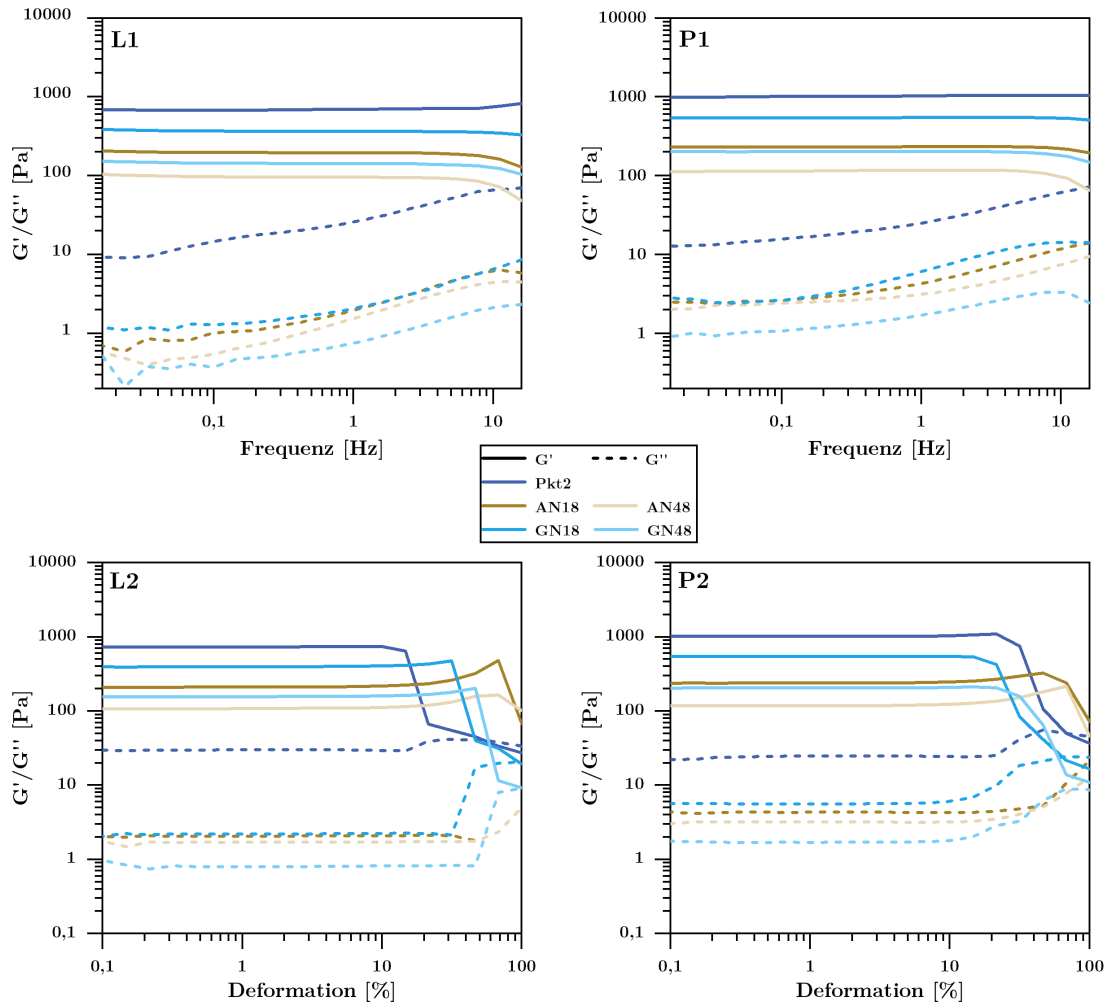 L1
10000
1000
100
10
1
G'/G'' [Pa]
0,1
1
10
Frequenz [Hz]
P1
10000
1000
100
10
1
G'/G'' [Pa]
0,1
1
10
Frequenz [Hz]
G' G''
Pkt2
AN18 AN48
GN18 GN48
L2
10000
1000
100
10
1
0,1
G'/G'' [Pa]
0,1
1
10
100
Deformation [%]
P2
10000
1000
100
10
1
0,1
G'/G'' [Pa]
0,1
1
10
100
Deformation [%]